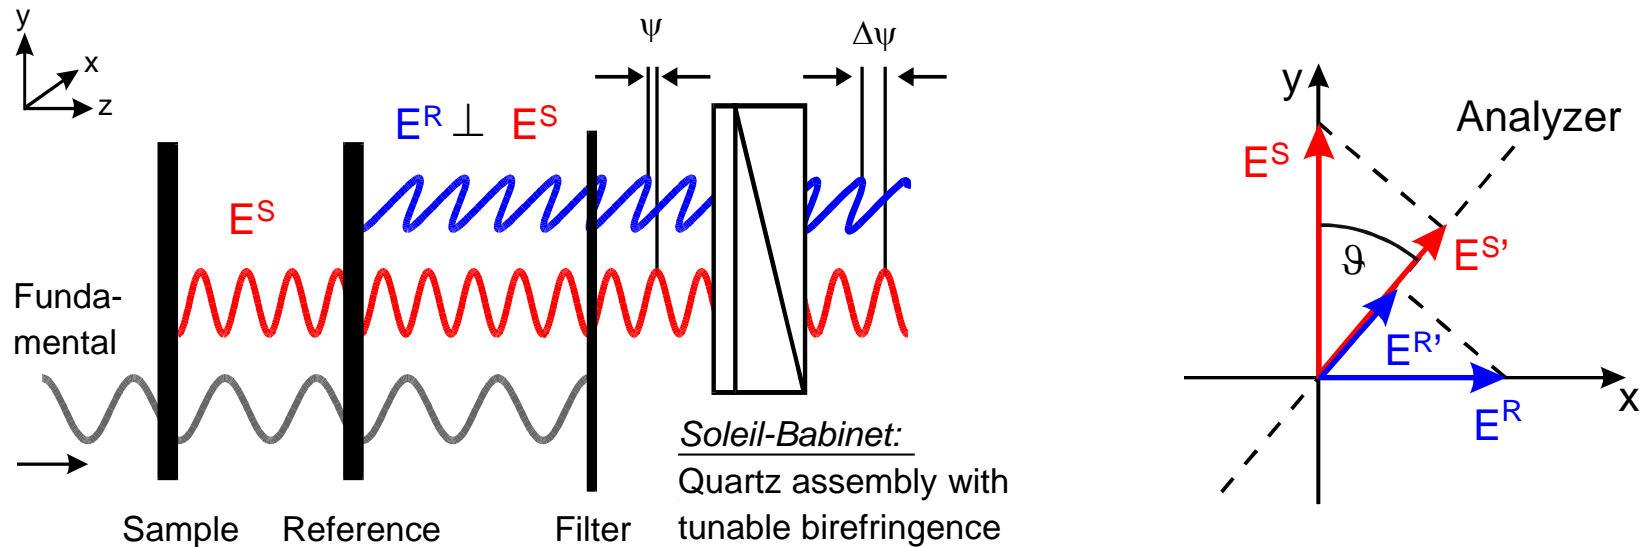 y
x
z
ψ
Δψ
E^R ⊥ E^S
E^S
Funda-
mental
Sample
Reference
Filter
Soleil-Babinet:
Quartz assembly with
tunable birefringence
y
Analyzer
E^S
ϑ
E^S'
E^R'
x
E^R